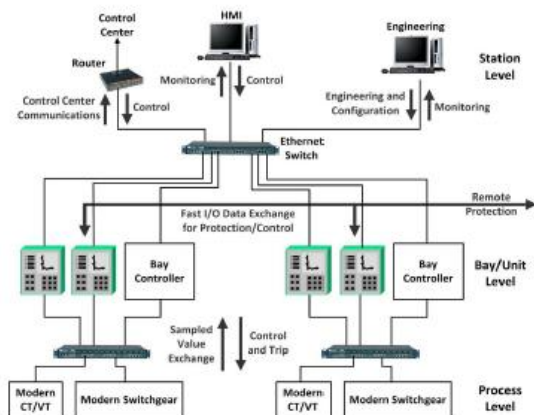 Control
Center
HMI
Engineering
Router
Station
Level
Monitoring
Control
Control Center
Communications
Control
Engineering and
Configuration
Monitoring
Ethernet
Switch
Remote
Protection
Fast I/O Data Exchange
for Protection/Control
Bay
Controller
Bay
Controller
Bay/Unit
Level
Sampled
Value
Exchange
Control
and Trip
Modern
CT/VT
Modern Switchgear
Modern
CT/VT
Modern Switchgear
Process
Level